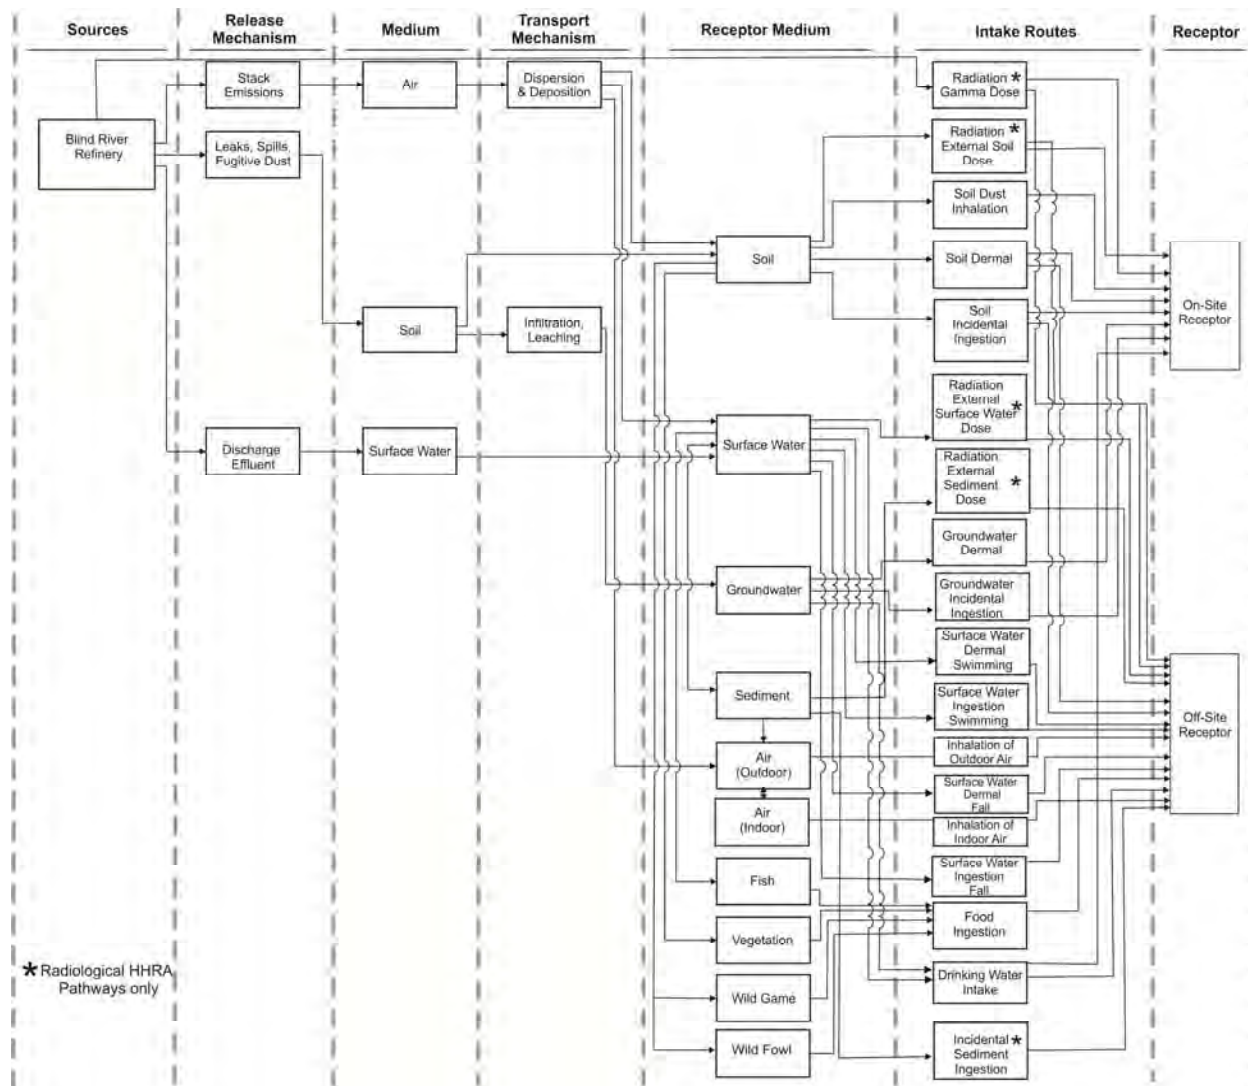 Sources
Release
Mechanism
Medium
Transport
Mechanism
Receptor Medium
Intake Routes
Receptor
Blind River
Refinery
Stack
Emissions
Leaks, Spills,
Fugitive Dust
Discharge
Effluent
Air
Soil
Surface Water
Dispersion
& Deposition
Infiltration,
Leaching
Soil
Surface Water
Groundwater
Sediment
Air
(Outdoor)
Air
(Indoor)
Fish
Vegetation
Wild Game
Wild Fowl
Radiation *
Gamma Dose
Radiation *
External Soil
Dose
Soil Dust
Inhalation
Soil Dermal
Soil
Incidental
Ingestion
Radiation
External
Surface Water *
Dose
Radiation
External
Sediment *
Dose
Groundwater
Dermal
Groundwater
Incidental
Ingestion
Surface Water
Dermal
Swimming
Surface Water
Ingestion
Swimming
Inhalation of
Outdoor Air
Surface Water
Dermal
Fall
Inhalation of
Indoor Air
Surface Water
Ingestion
Fall
Food
Ingestion
Drinking Water
Intake
Incidental *
Sediment
Ingestion
On-Site
Receptor
Off-Site
Receptor
* Radiological HHRA
Pathways only